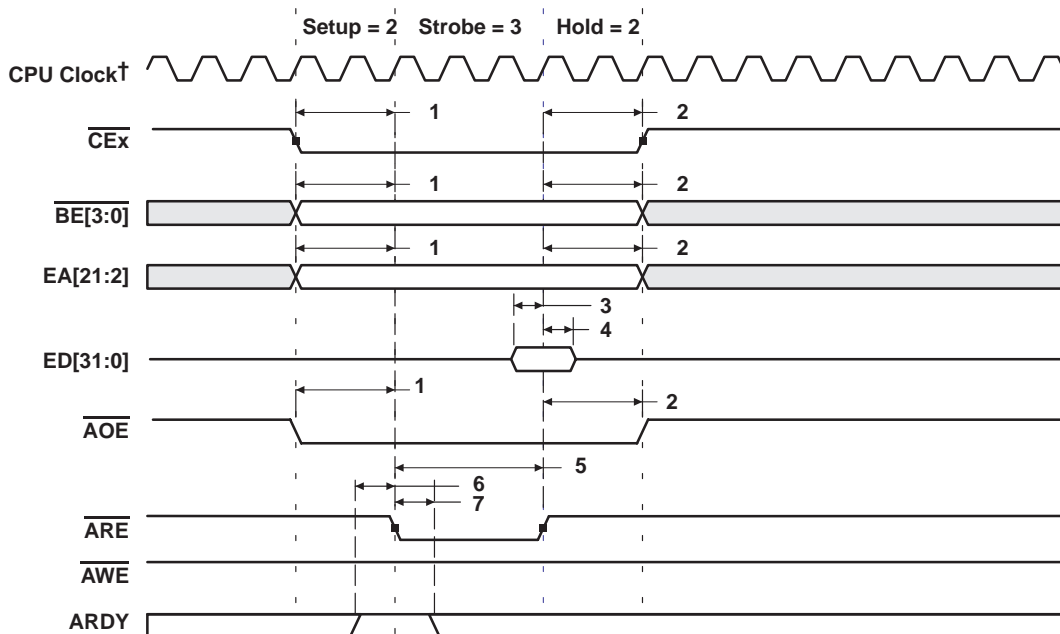 Setup = 2 Strobe = 3 Hold = 2
CPU Clock†
1 2
CEx
1 2
BE[3:0]
1 2
EA[21:2]
3
4
ED[31:0]
1
2
AOE
5
6
7
ARE
AWE
ARDY